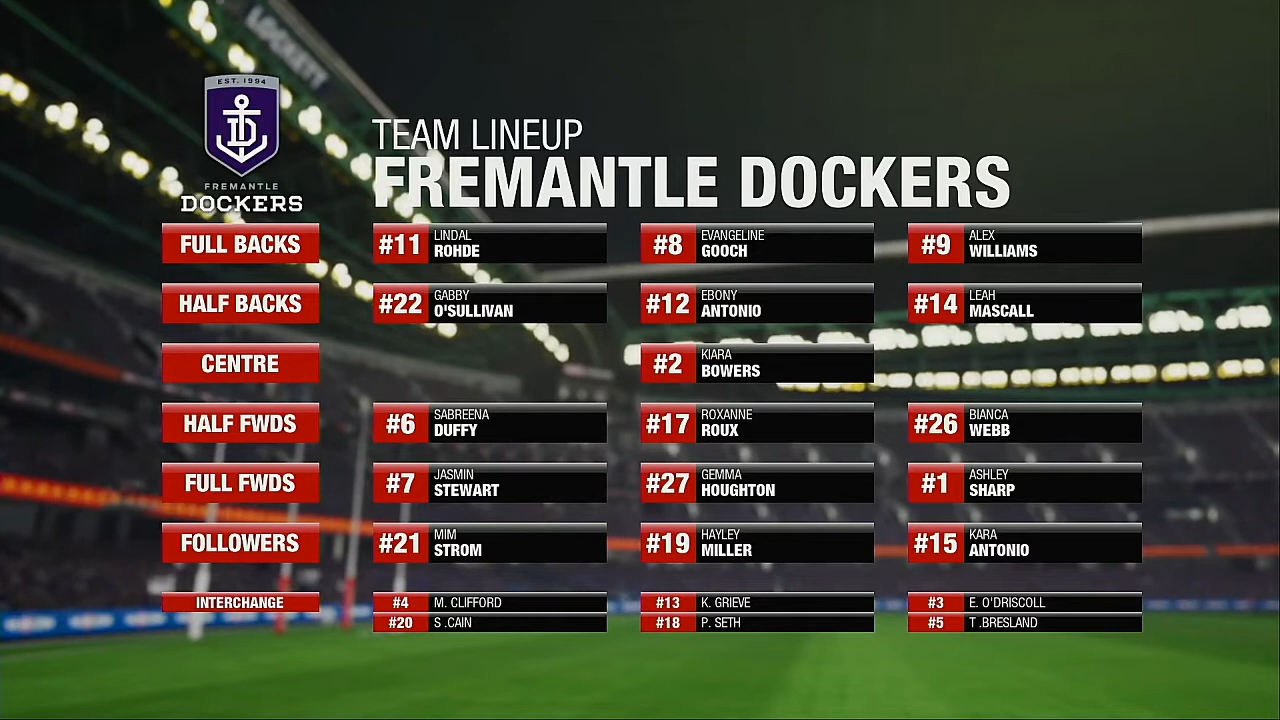 LOCKETT
EST. 1994
FREMANTLE
DOCKERS
TEAM LINEUP
FREMANTLE DOCKERS
FULL BACKS
#11 LINDAL ROHDE
#8 EVANGELINE GOOCH
#9 ALEX WILLIAMS
HALF BACKS
#22 GABBY O'SULLIVAN
#12 EBONY ANTONIO
#14 LEAH MASCALL
CENTRE
#2 KIARA BOWERS
HALF FWDS
#6 SABREENA DUFFY
#17 ROXANNE ROUX
#26 BIANCA WEBB
FULL FWDS
#7 JASMIN STEWART
#27 GEMMA HOUGHTON
#1 ASHLEY SHARP
FOLLOWERS
#21 MIM STROM
#19 HAYLEY MILLER
#15 KARA ANTONIO
INTERCHANGE
#4 M. CLIFFORD
#13 K. GRIEVE
#3 E. O'DRISCOLL
#20 S .CAIN
#18 P. SETH
#5 T .BRESLAND